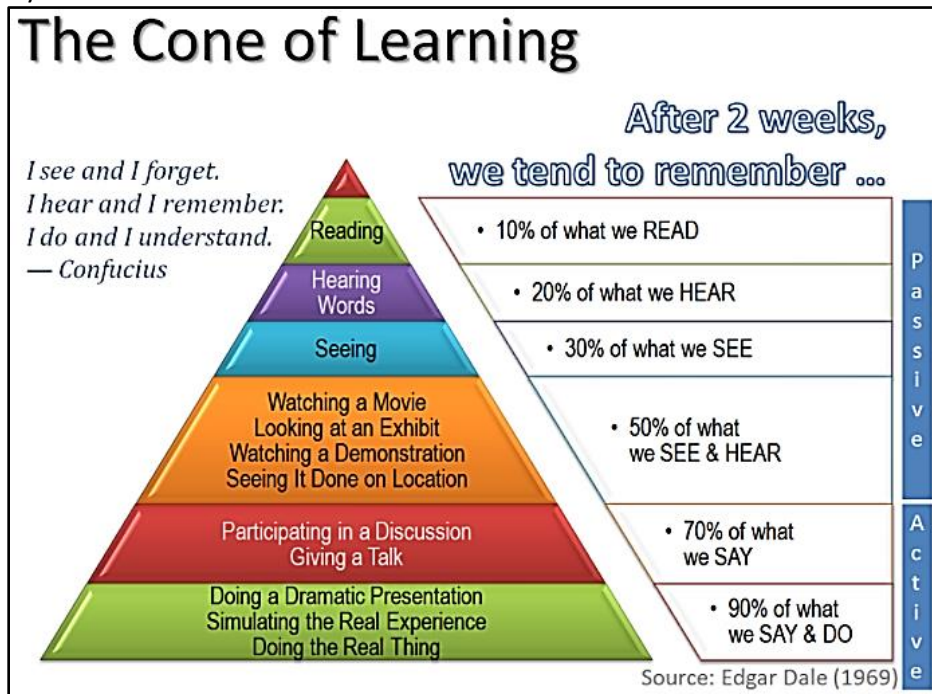 The Cone of Learning
After 2 weeks,
we tend to remember ...
I see and I forget.
I hear and I remember.
I do and I understand.
— Confucius
Reading
• 10% of what we READ
Hearing
Words
• 20% of what we HEAR
Seeing
• 30% of what we SEE
Watching a Movie
Looking at an Exhibit
Watching a Demonstration
Seeing It Done on Location
• 50% of what
we SEE & HEAR
Passive
Participating in a Discussion
Giving a Talk
• 70% of what
we SAY
Doing a Dramatic Presentation
Simulating the Real Experience
Doing the Real Thing
• 90% of what
we SAY & DO
Active
Source: Edgar Dale (1969)